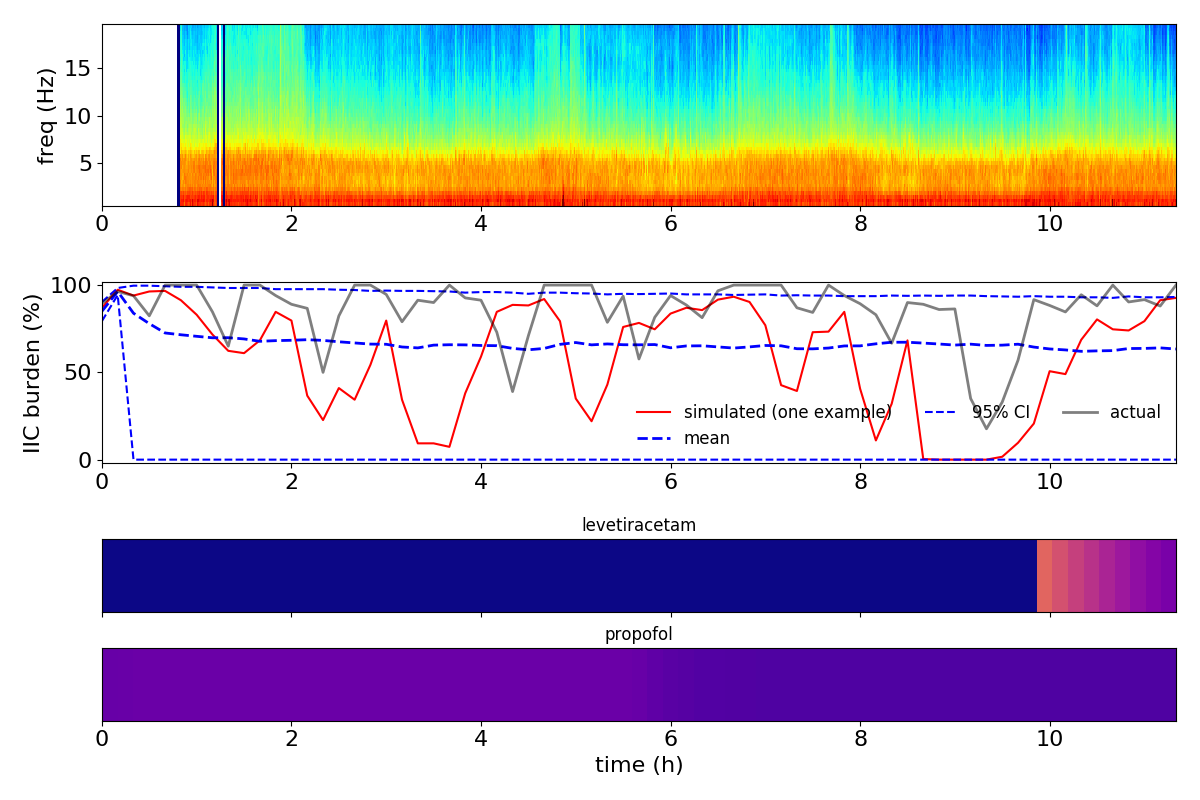 freq (Hz)
15
10
5
0 2 4 6 8 10
IIC burden (%)
100
50
0
simulated (one example) 95% CI actual
mean
0 2 4 6 8 10
levetiracetam
propofol
0 2 4 6 8 10
time (h)